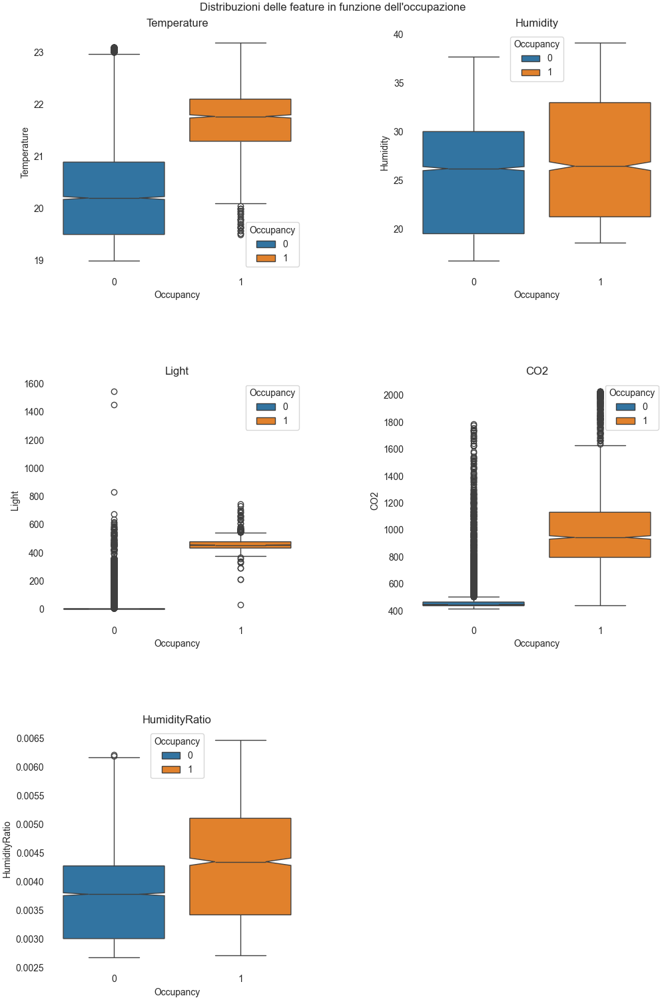 Distribuzioni delle feature in funzione dell'occupazione
Temperature
Temperature
23
22
21
20
19
Occupancy
0
1
0 1
Occupancy
Humidity
Humidity
40
35
30
25
20
Occupancy
0
1
0 1
Occupancy
Light
Light
1600
1400
1200
1000
800
600
400
200
0
Occupancy
0
1
0 1
Occupancy
CO2
CO2
2000
1800
1600
1400
1200
1000
800
600
400
Occupancy
0
1
0 1
Occupancy
HumidityRatio
HumidityRatio
0.0065
0.0060
0.0055
0.0050
0.0045
0.0040
0.0035
0.0030
0.0025
Occupancy
0
1
0 1
Occupancy